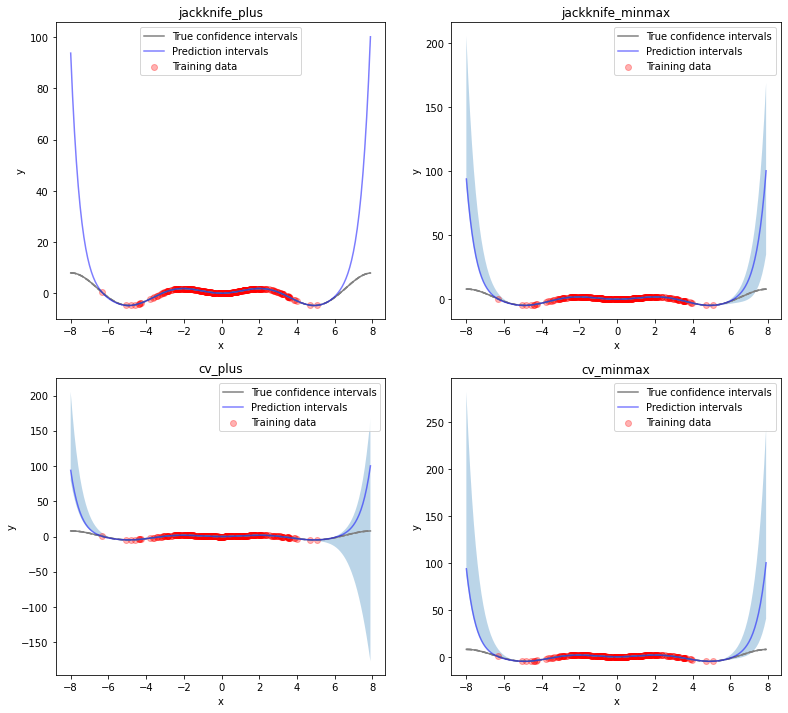 jackknife_plus
True confidence intervals
Prediction intervals
Training data
100
80
60
40
20
0
y
−8 −6 −4 −2 0 2 4 6 8
x
jackknife_minmax
True confidence intervals
Prediction intervals
Training data
200
150
100
50
0
y
−8 −6 −4 −2 0 2 4 6 8
x
cv_plus
True confidence intervals
Prediction intervals
Training data
200
150
100
50
0
−50
−100
−150
y
−8 −6 −4 −2 0 2 4 6 8
x
cv_minmax
True confidence intervals
Prediction intervals
Training data
250
200
150
100
50
0
y
−8 −6 −4 −2 0 2 4 6 8
x